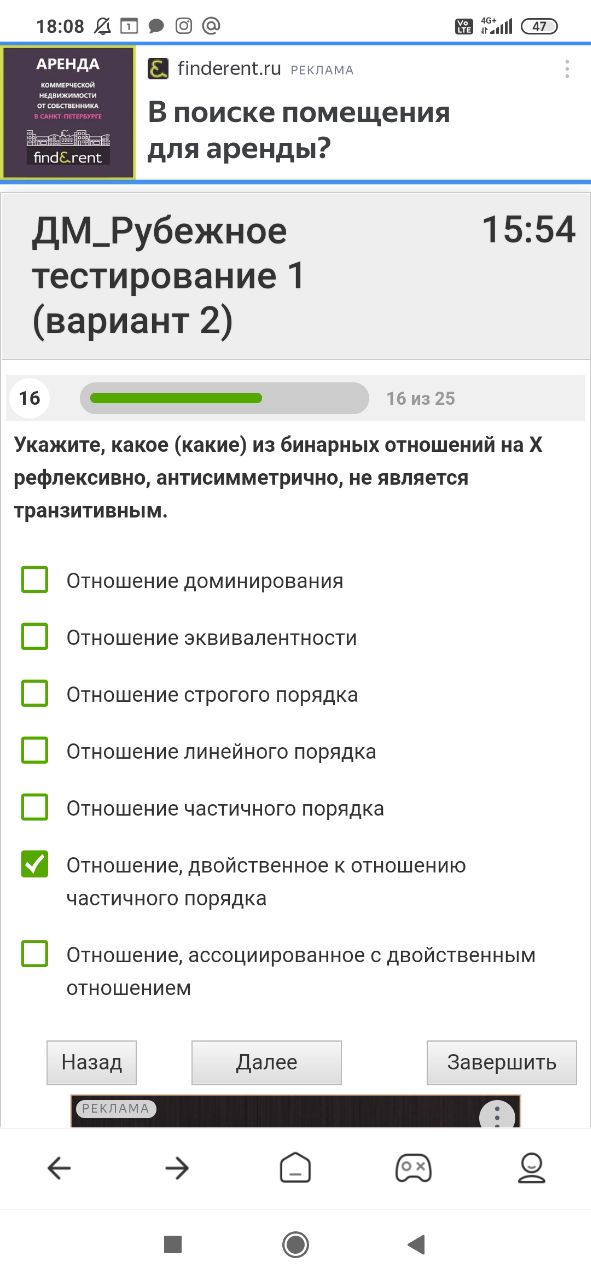 18:08
1
Vo
LTE
4G+
47
АРЕНДА
КОММЕРЧЕСКОЙ
НЕДВИЖИМОСТИ
ОТ СОБСТВЕННИКА
В САНКТ-ПЕТЕРБУРГЕ
find&rent
finderent.ru РЕКЛАМА
В поиске помещения
для аренды?
ДМ_Рубежное
тестирование 1
(вариант 2)
15:54
16
16 из 25
Укажите, какое (какие) из бинарных отношений на X
рефлексивно, антисимметрично, не является
транзитивным.
Отношение доминирования
Отношение эквивалентности
Отношение строгого порядка
Отношение линейного порядка
Отношение частичного порядка
Отношение, двойственное к отношению
частичного порядка
Отношение, ассоциированное с двойственным
отношением
Назад
Далее
Завершить
РЕКЛАМА